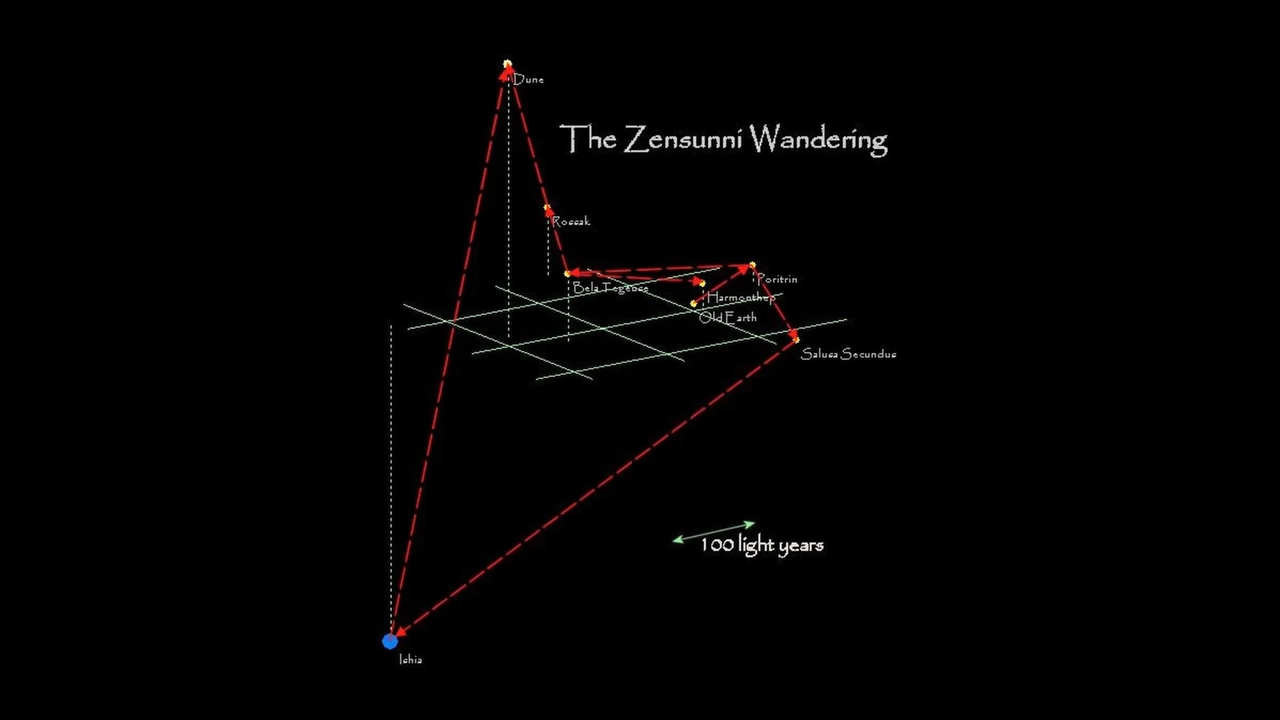 Dune
The Zensunni Wandering
Rossak
Poritrin
Bela Tegeuse
Harmonthep
Old Earth
Salusa Secundus
100 light years
Ishia